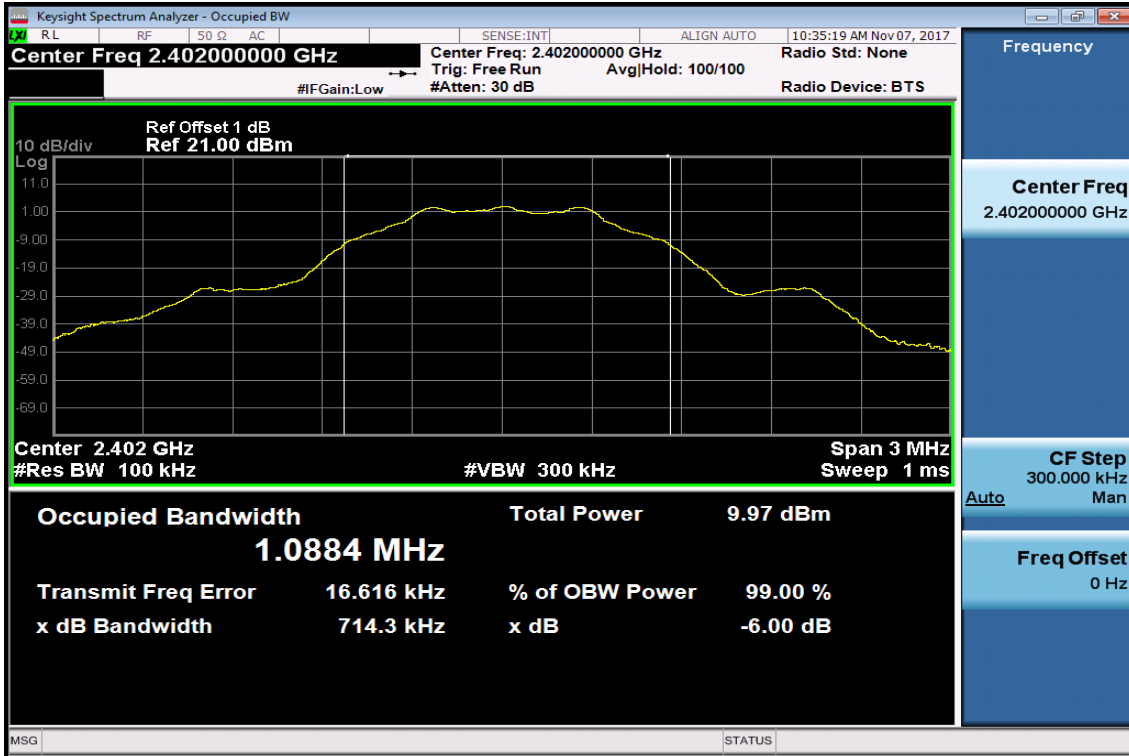 Keysight Spectrum Analyzer - Occupied BW
LXI RL RF 50 Ω AC SENSE:INT ALIGN AUTO 10:35:19 AM Nov 07, 2017
Center Freq 2.402000000 GHz
Center Freq: 2.402000000 GHz
Radio Std: None
Trig: Free Run Avg|Hold: 100/100
#IFGain:Low
#Atten: 30 dB
Radio Device: BTS
Ref Offset 1 dB
10 dB/div Ref 21.00 dBm
Log
11.0
1.00
-9.00
-19.0
-29.0
-39.0
-49.0
-59.0
-69.0
Center 2.402 GHz
Span 3 MHz
#Res BW 100 kHz
#VBW 300 kHz
Sweep 1 ms
Occupied Bandwidth
1.0884 MHz
Total Power 9.97 dBm
Transmit Freq Error 16.616 kHz
% of OBW Power 99.00 %
x dB Bandwidth 714.3 kHz
x dB -6.00 dB
MSG
STATUS
Frequency
Center Freq
2.402000000 GHz
CF Step
300.000 kHz
Auto Man
Freq Offset
0 Hz